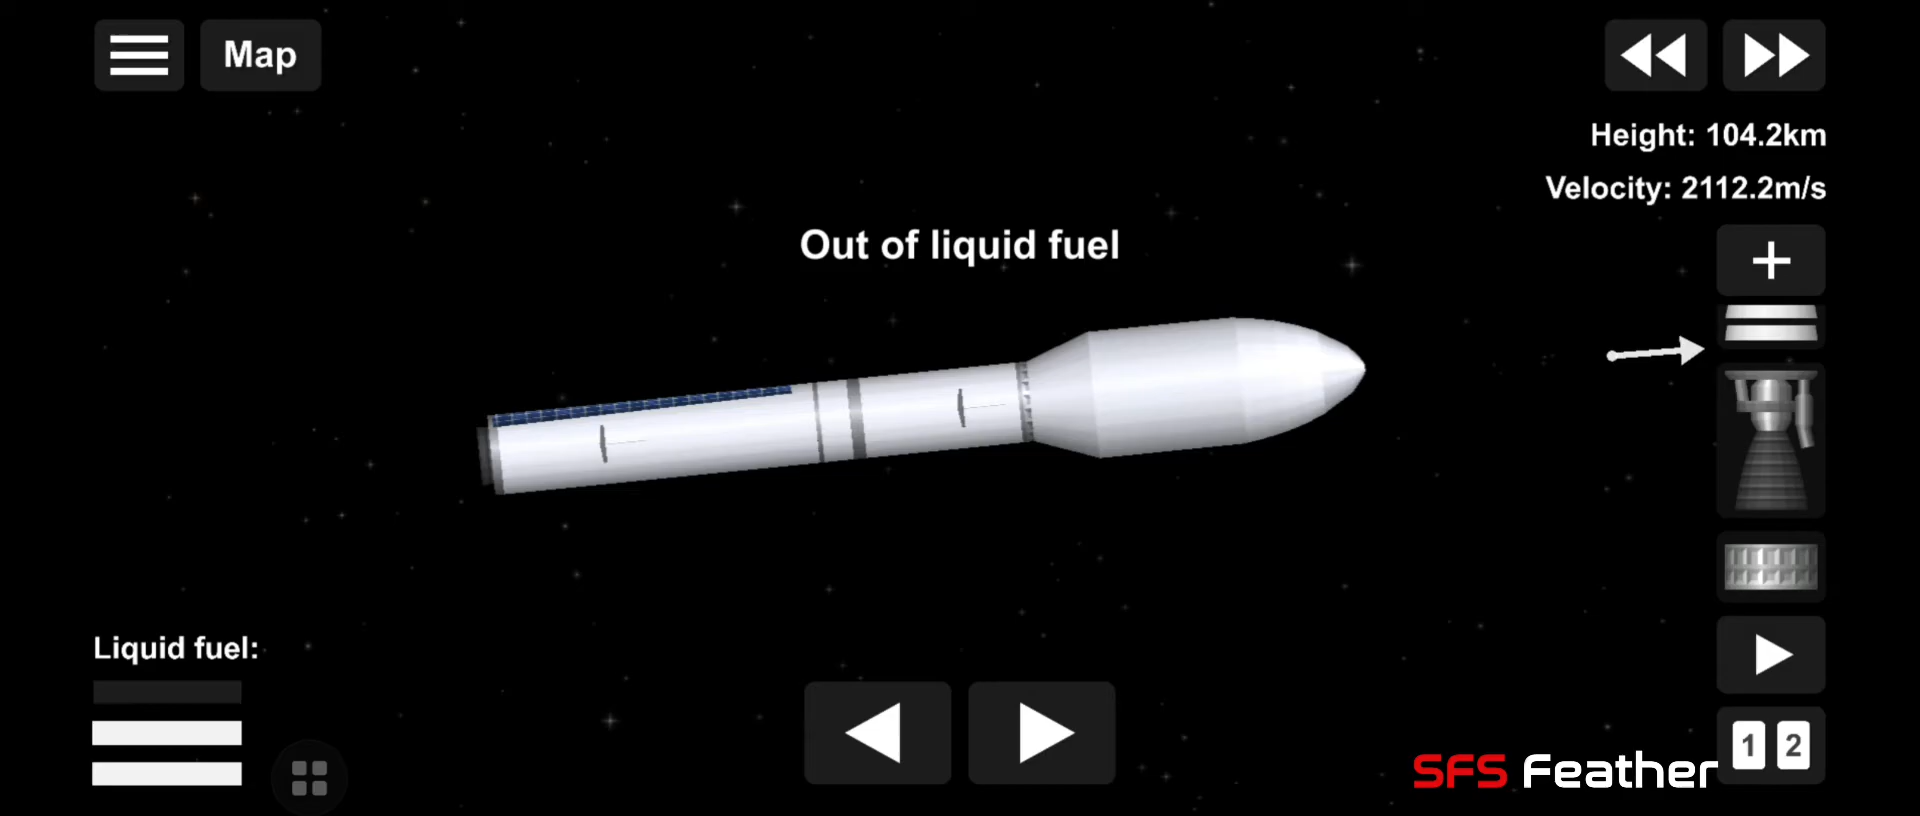 Map
Height: 104.2km
Velocity: 2112.2m/s
Out of liquid fuel
Liquid fuel:
1 2
SFS Feather